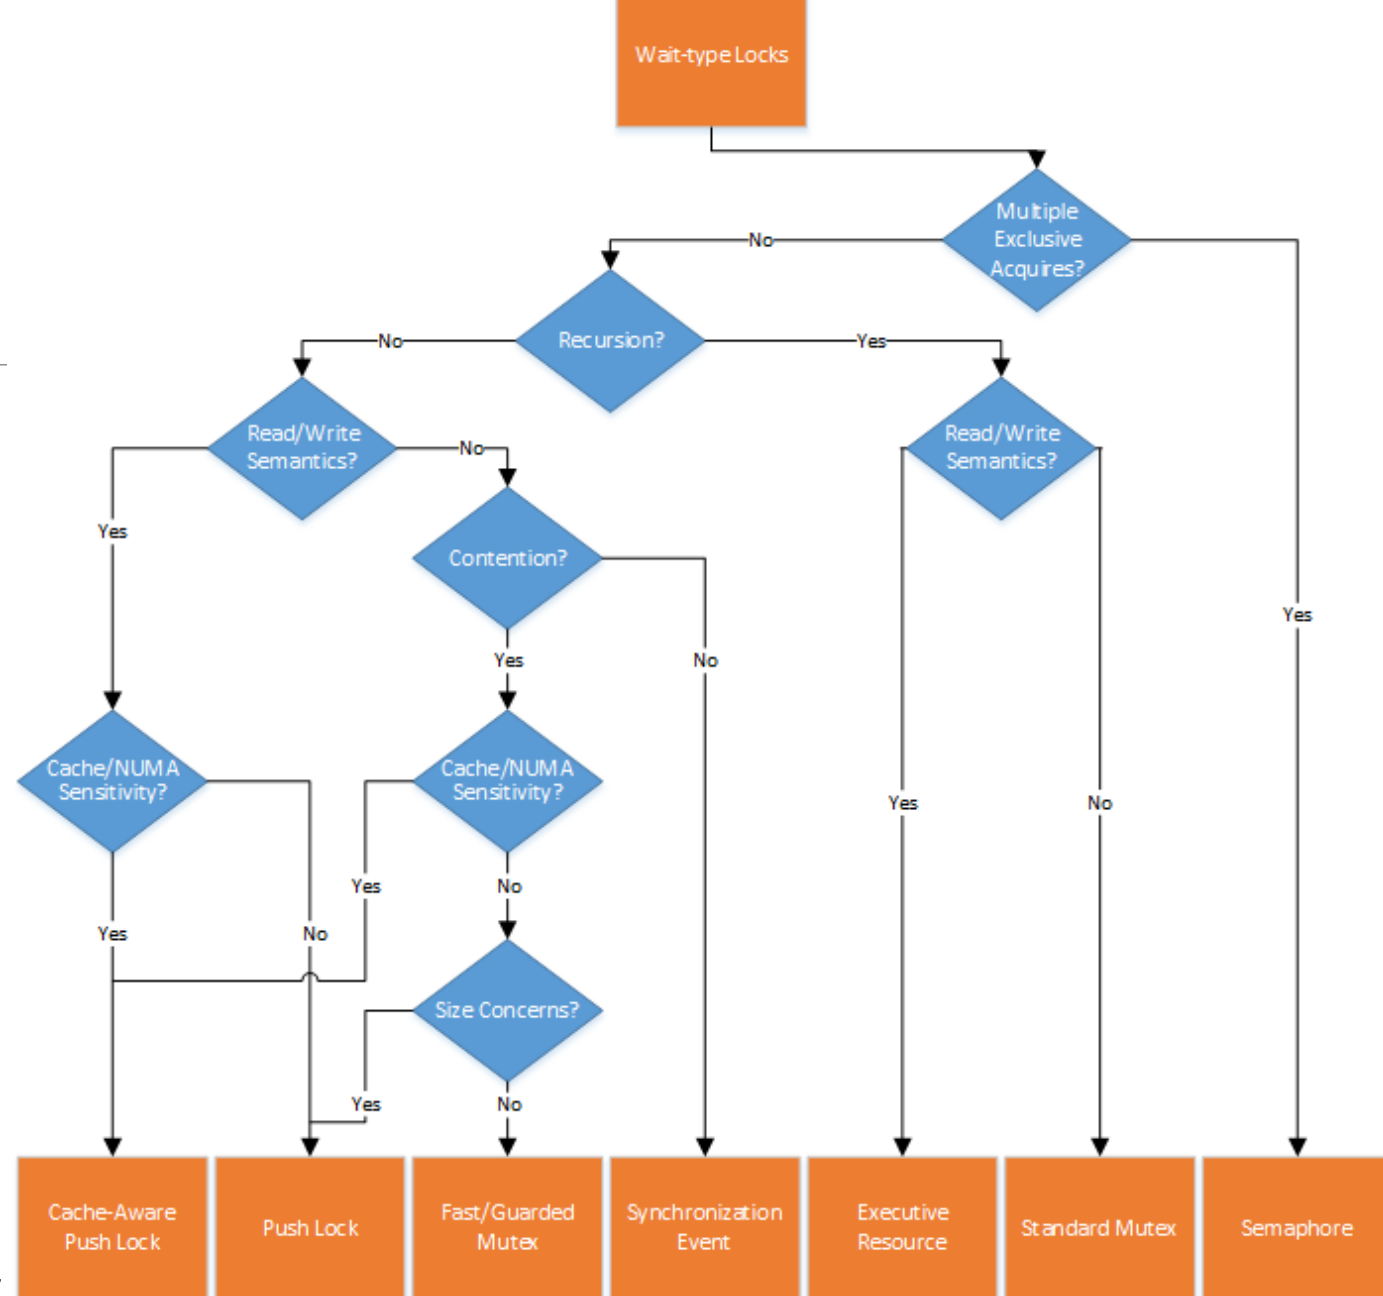 Wait-type Locks
Multiple
Exclusive
Acquires?
No
Recursion?
No
Yes
Read/Write
Semantics?
No
Read/Write
Semantics?
Yes
Contention?
Yes
No
Yes
Cache/NUMA
Sensitivity?
Cache/NUMA
Sensitivity?
Yes
No
Yes
No
Yes
No
Size Concerns?
Yes
No
Cache-Aware
Push Lock
Push Lock
Fast/Guarded
Mutex
Synchronization
Event
Executive
Resource
Standard Mutex
Semaphore